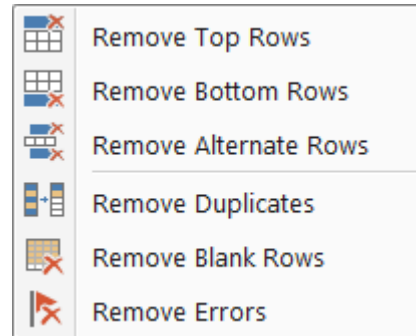 Remove Top Rows
Remove Bottom Rows
Remove Alternate Rows
Remove Duplicates
Remove Blank Rows
Remove Errors